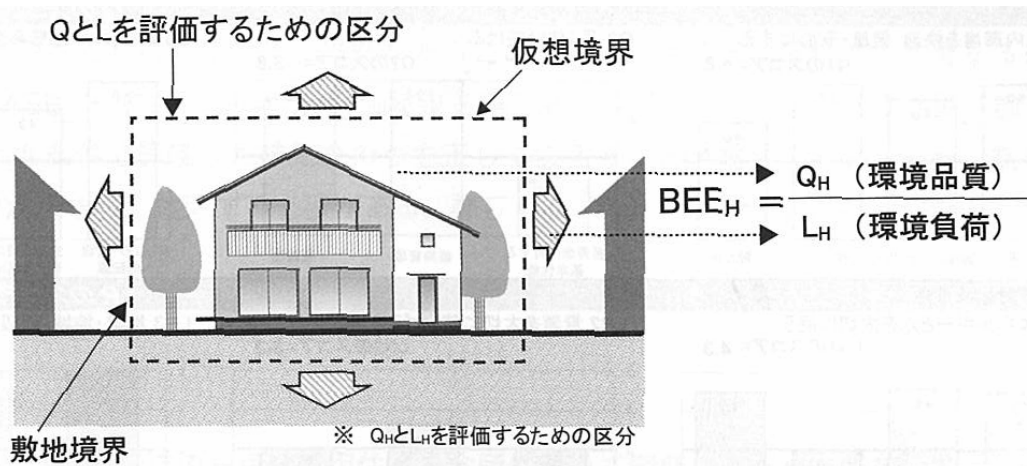 QとLを評価するための区分
仮想境界
BEEH = QH (環境品質)
LH (環境負荷)
敷地境界
※ QHとLHを評価するための区分